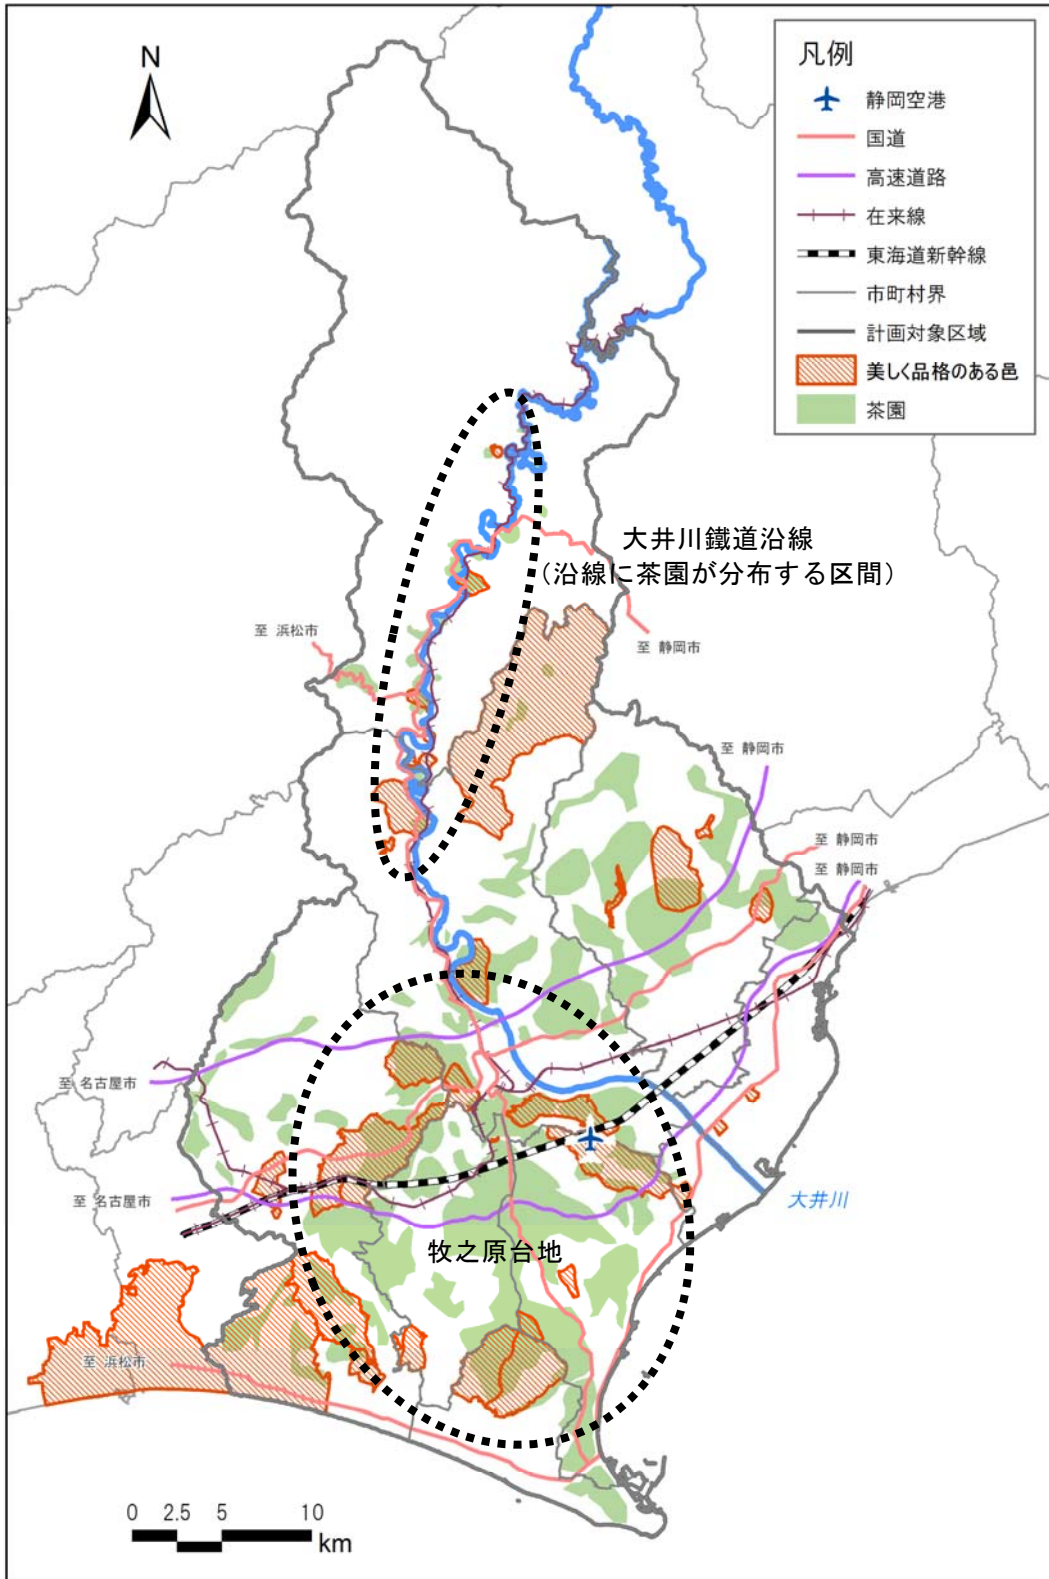 N
凡例
静岡空港
国道
高速道路
在来線
東海道新幹線
市町村界
計画対象区域
美しく品格のある邑
茶園
大井川鐵道沿線
（沿線に茶園が分布する区間）
至 浜松市
至 静岡市
至 静岡市
至 静岡市
至 静岡市
至 名古屋市
至 名古屋市
大井川
牧之原台地
至 浜松市
0 2.5 5 10
km